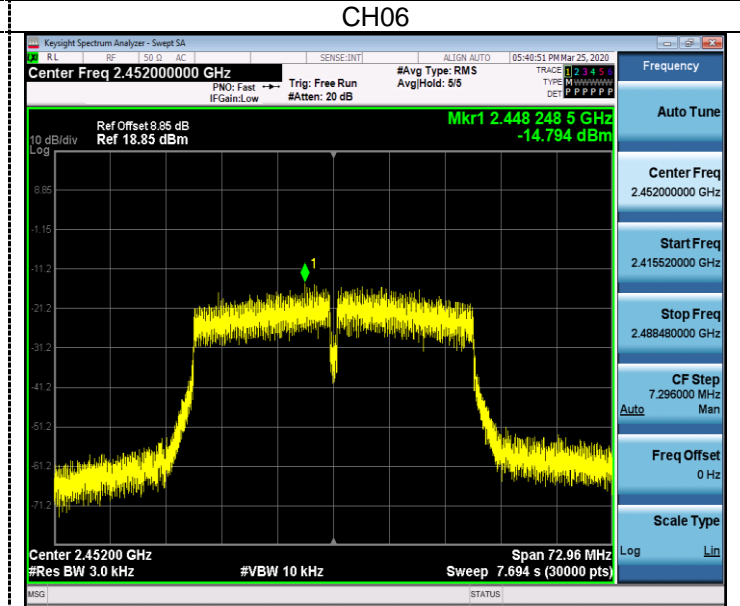 CH06
Keysight Spectrum Analyzer - Swept SA
RL RF 50 Ω AC SENSE:INT ALIGN AUTO 05:40:51 PM Mar 25, 2020
Center Freq 2.452000000 GHz
PNO: Fast
IFGain:Low
Trig: Free Run
#Atten: 20 dB
#Avg Type: RMS
Avg|Hold: 5/5
TRACE 1 2 3 4 5 6
TYPE M W W W W W
DET P P P P P P
Ref Offset 8.85 dB
10 dB/div Ref 18.85 dBm
Log
Mkr1 2.448 248 5 GHz
-14.794 dBm
1
8.85
-1.15
-11.2
-21.2
-31.2
-41.2
-51.2
-61.2
-71.2
Center 2.45200 GHz Span 72.96 MHz
#Res BW 3.0 kHz #VBW 10 kHz Sweep 7.694 s (30000 pts)
MSG STATUS
Frequency
Auto Tune
Center Freq
2.452000000 GHz
Start Freq
2.415520000 GHz
Stop Freq
2.488480000 GHz
CF Step
7.296000 MHz
Auto Man
Freq Offset
0 Hz
Scale Type
Log Lin